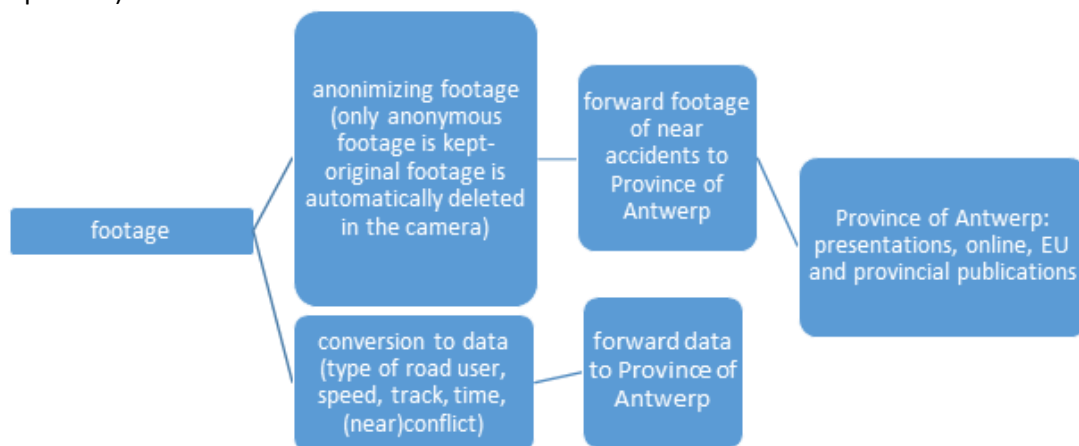 footage
anonimizing footage
(only anonymous
footage is kept-
original footage is
automatically deleted
in the camera)
forward footage
of near
accidents to
Province of
Antwerp
Province of Antwerp:
presentations, online, EU
and provincial publications
conversion to data
(type of road user,
speed, track, time,
(near)conflict)
forward data
to Province of
Antwerp